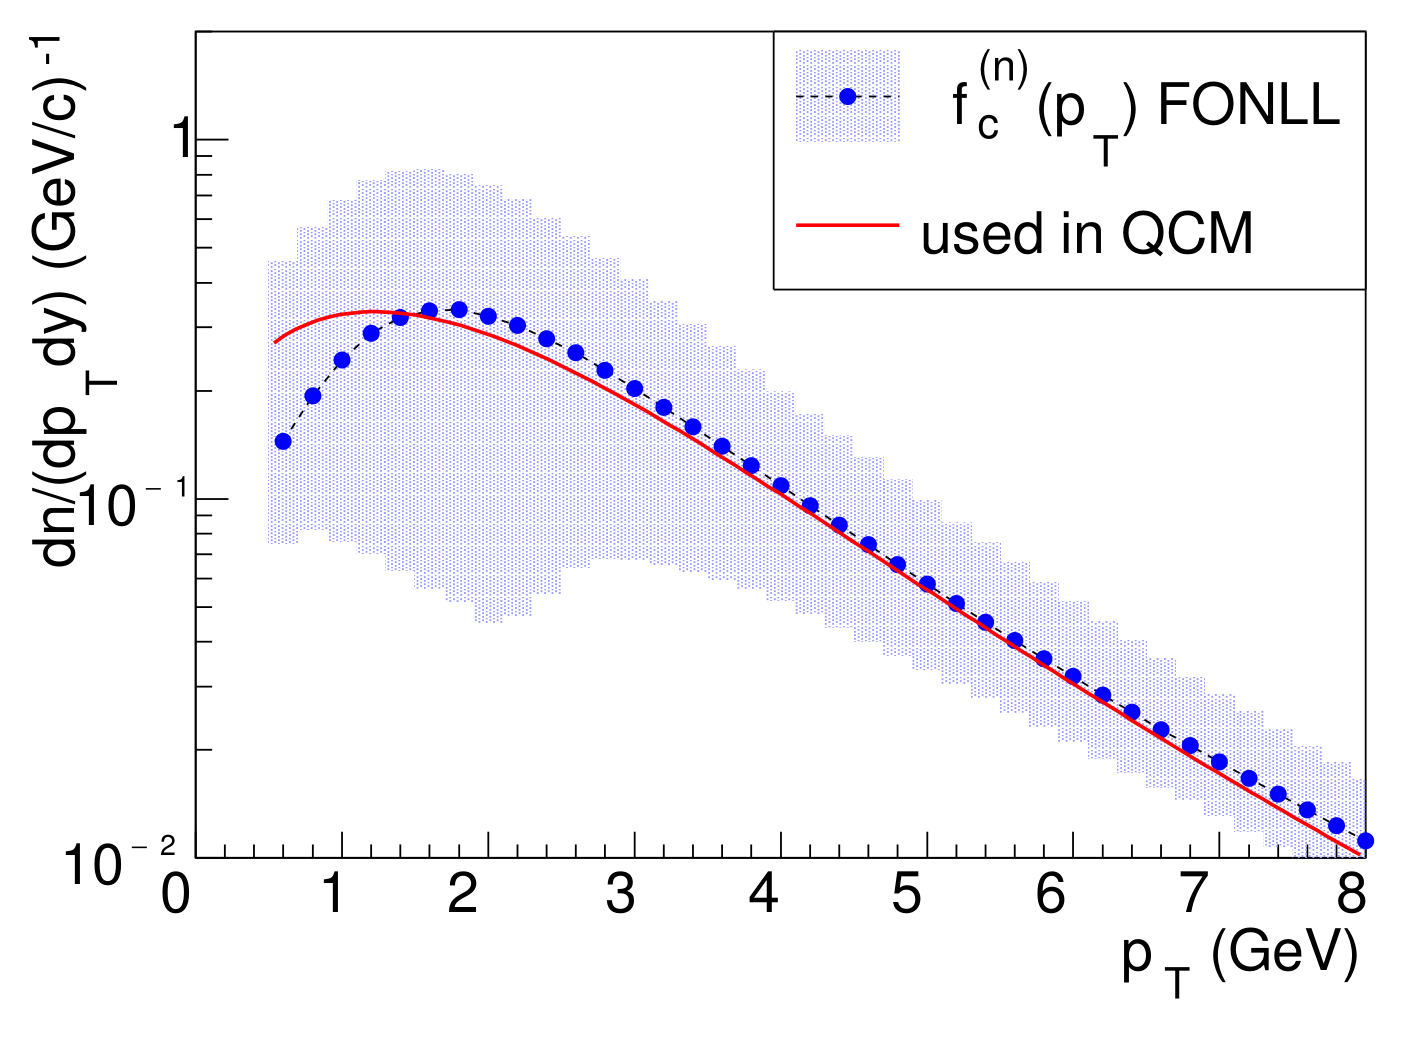 dn/(dp_T dy) (GeV/c)^-1
f_c^(n)(p_T) FONLL
used in QCM
1
10^−1
10^−2
0 1 2 3 4 5 6 7 8
p_T (GeV)